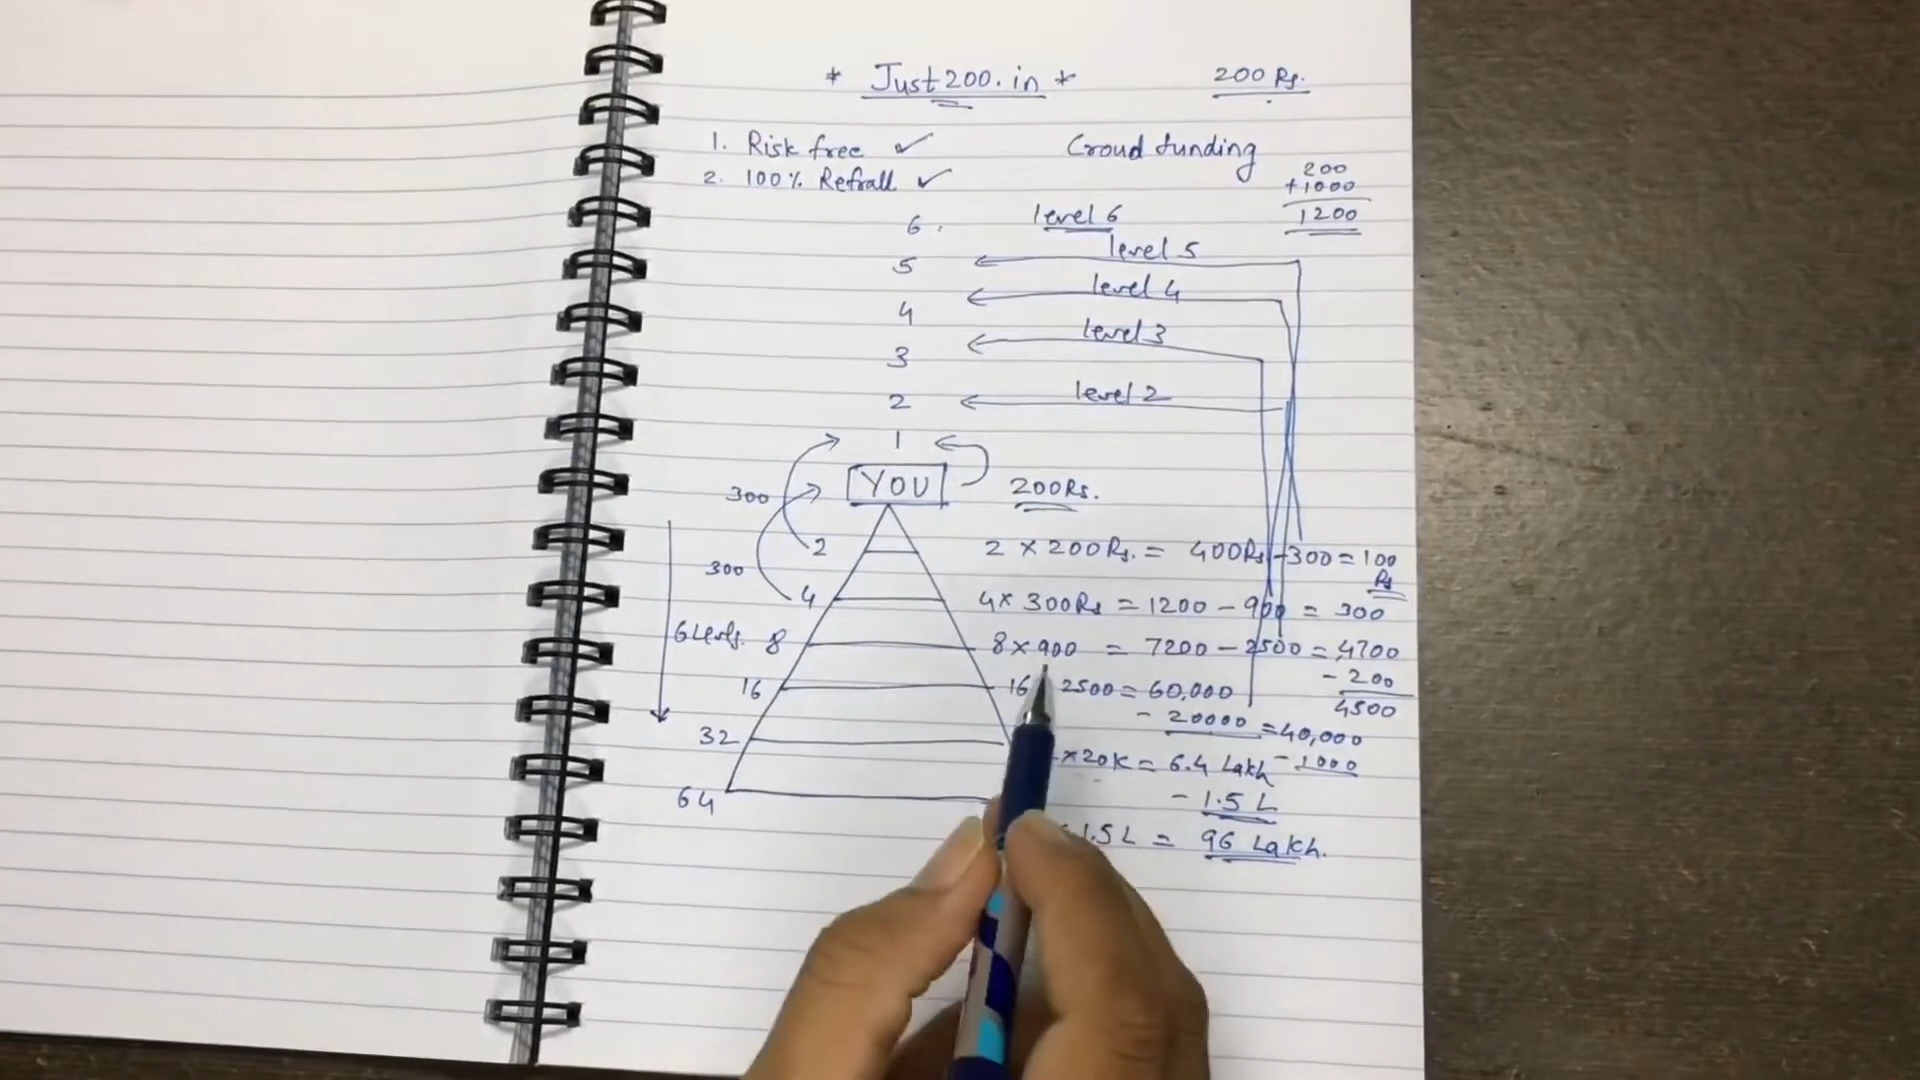 * Just200.in *
200 Rs.
1. Risk free ✓
Croud funding
2. 100% Refrall ✓
200
+1000
1200
6.
level 6
5
level 5
4
level 4
3
level 3
2
level 2
1
YOU
200Rs.
300
2
2 × 200 Rs. = 400Rs - 300 = 100 Rs
300
4
4 × 300Rs = 1200 - 900 = 300
6 Levels.
8
8 × 900 = 7200 - 2500 = 4700
- 200
4500
16
16 2500 = 60,000
- 20000 = 40,000
- 1000
32
× 20K = 6.4 Lakh
- 1.5 L
64
1.5 L = 96 Lakh.